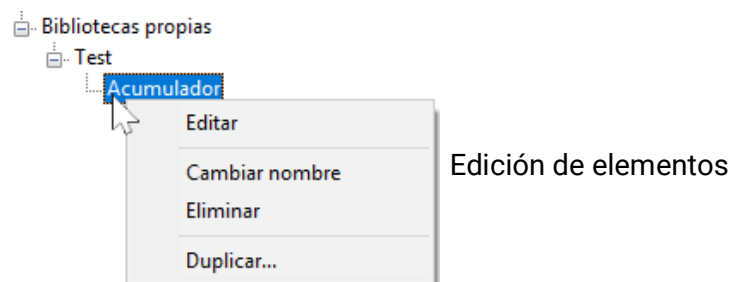 Bibliotecas propias
Test
Acumulador
Editar
Cambiar nombre
Edición de elementos
Eliminar
Duplicar...